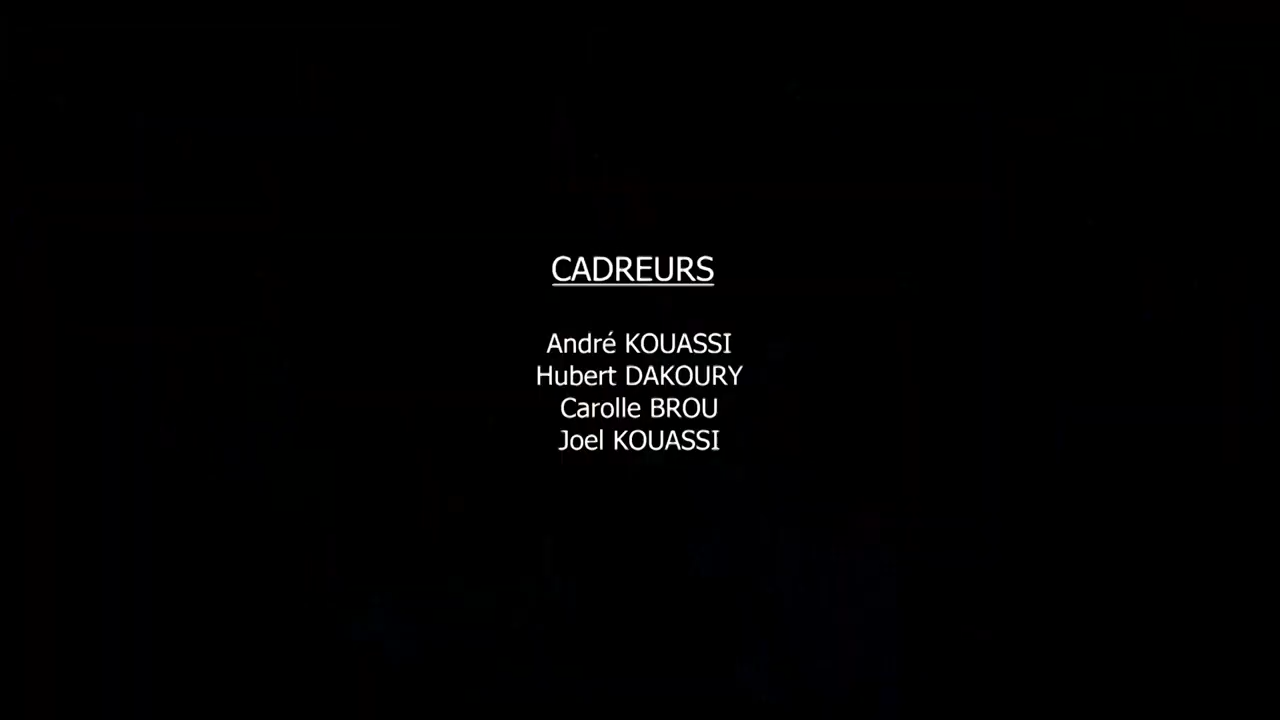 CADREURS
André KOUASSI
Hubert DAKOURY
Carolle BROU
Joel KOUASSI